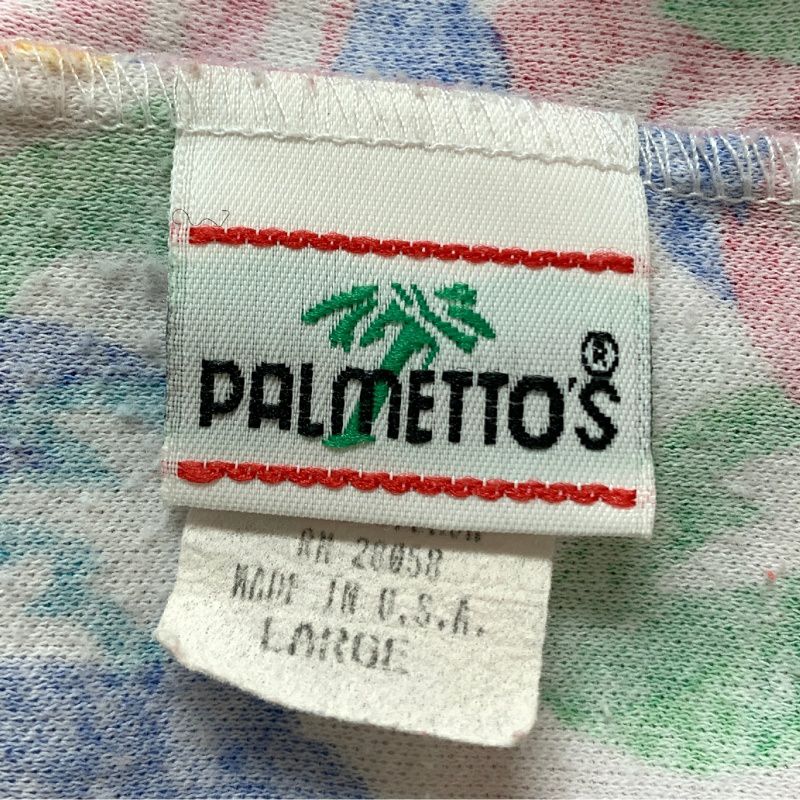 PALMETTO'S®
RN 28058
MADE IN U.S.A.
LARGE